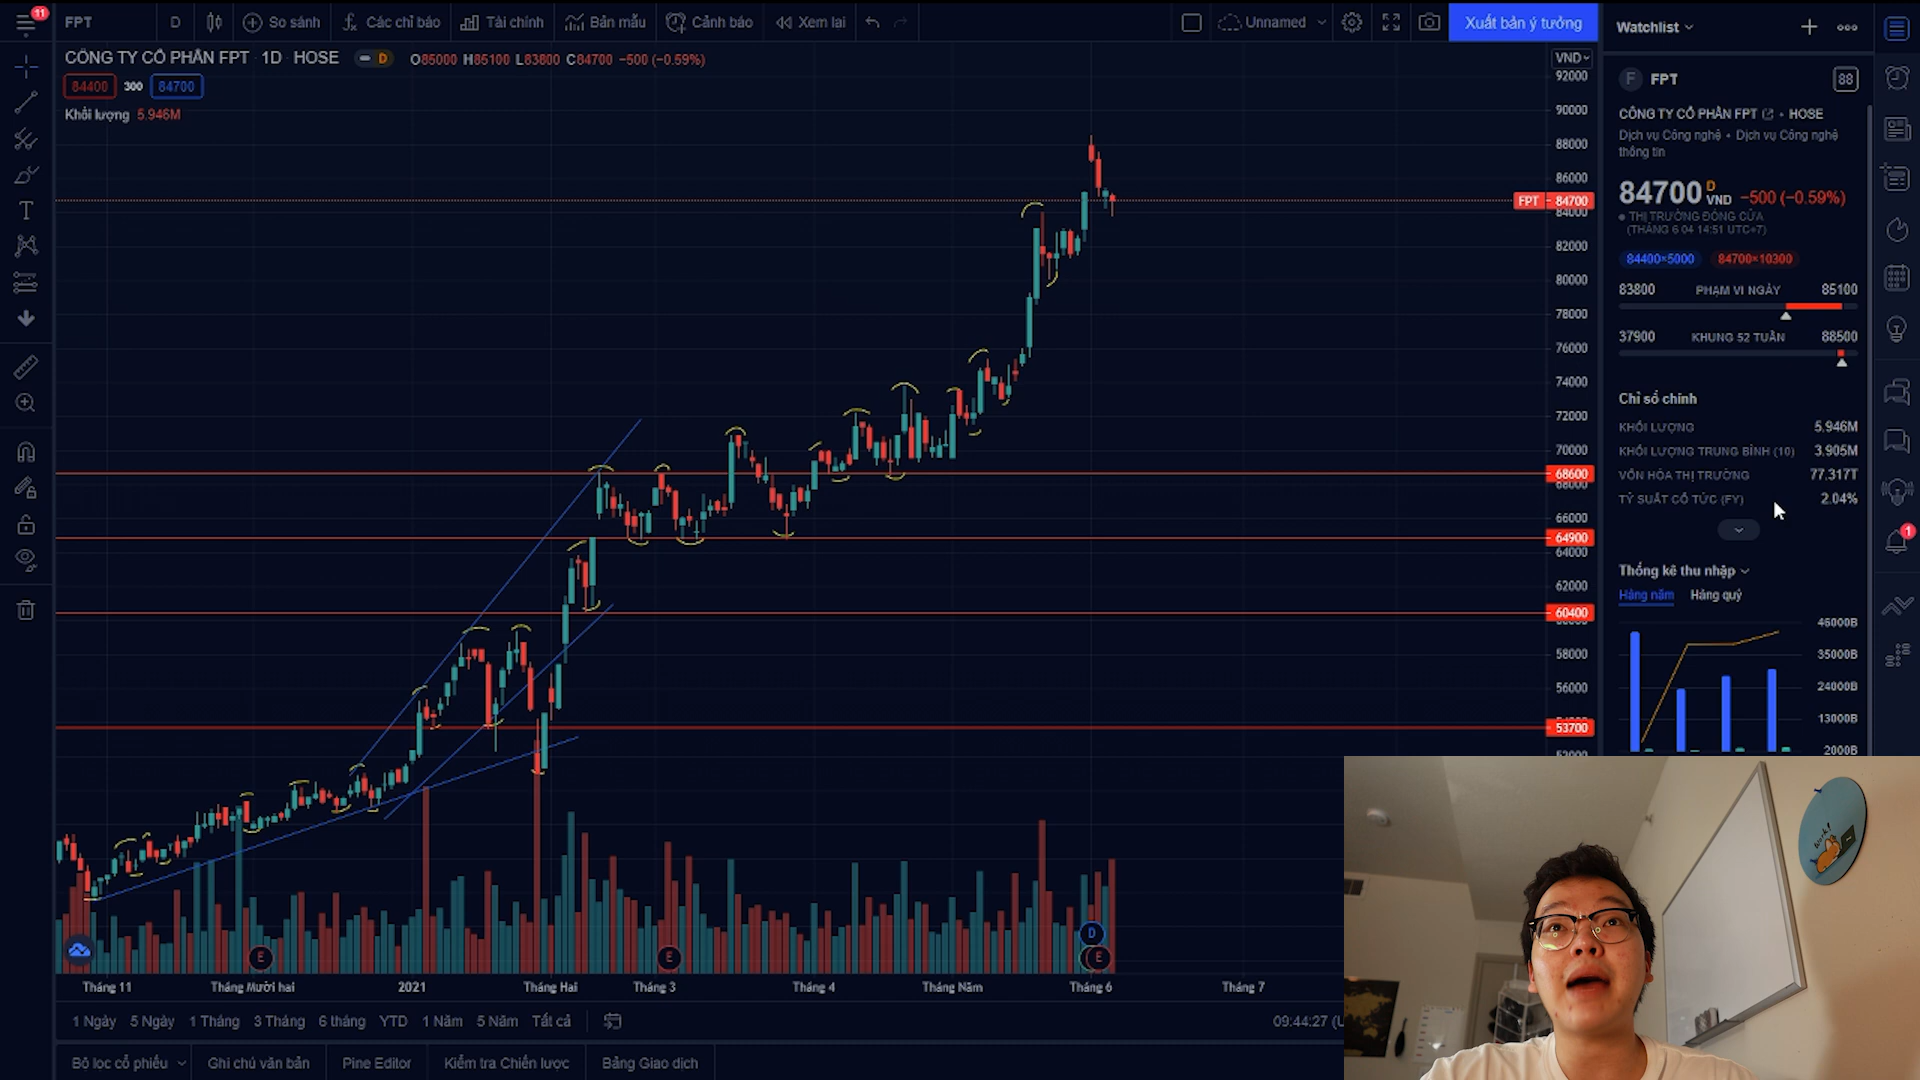 11
FPT
D
So sánh
Các chỉ báo
Tài chính
Bản mẫu
Cảnh báo
Xem lại
Unnamed
Xuất bản ý tưởng
Watchlist
CÔNG TY CỔ PHẦN FPT 1D HOSE
D
O85000 H85100 L83800 C84700 −500 (−0.59%)
84400 300 84700
Khối lượng 5.946M
VND
92000
90000
88000
86000
FPT 84700
84000
82000
80000
78000
76000
74000
72000
70000
68600
68000
66000
64900
64000
62000
60400
58000
56000
53700
Tháng 11
Tháng Mười hai
2021
Tháng Hai
Tháng 3
Tháng 4
Tháng Năm
Tháng 6
Tháng 7
E
E
D
E
1 Ngày 5 Ngày 1 Tháng 3 Tháng 6 tháng YTD 1 Năm 5 Năm Tất cả
09:44:27 (U
Bộ lọc cổ phiếu
Ghi chú văn bản
Pine Editor
Kiểm tra Chiến lược
Bảng Giao dịch
F FPT
88
CÔNG TY CỔ PHẦN FPT • HOSE
Dịch vụ Công nghệ • Dịch vụ Công nghệ
thông tin
84700 D VND −500 (−0.59%)
THỊ TRƯỜNG ĐÓNG CỬA
(THÁNG 6 04 14:51 UTC+7)
84400×5000 84700×10300
83800 PHẠM VI NGÀY 85100
37900 KHUNG 52 TUẦN 88500
Chỉ số chính
KHỐI LƯỢNG 5.946M
KHỐI LƯỢNG TRUNG BÌNH (10) 3.905M
VỐN HÓA THỊ TRƯỜNG 77.317T
TỶ SUẤT CỔ TỨC (FY) 2.04%
Thống kê thu nhập
Hàng năm Hàng quý
46000B
35000B
24000B
13000B
2000B
1